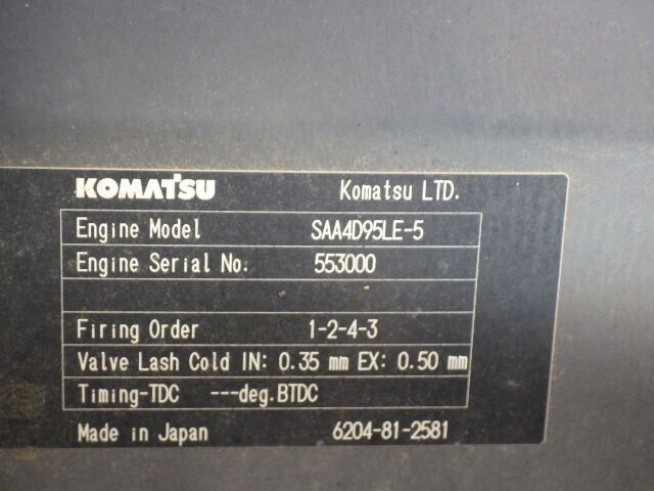 KOMATSU Komatsu LTD.
Engine Model SAA4D95LE-5
Engine Serial No. 553000
Firing Order 1-2-4-3
Valve Lash Cold IN: 0.35 mm EX: 0.50 mm
Timing-TDC ---deg.BTDC
Made in Japan 6204-81-2581